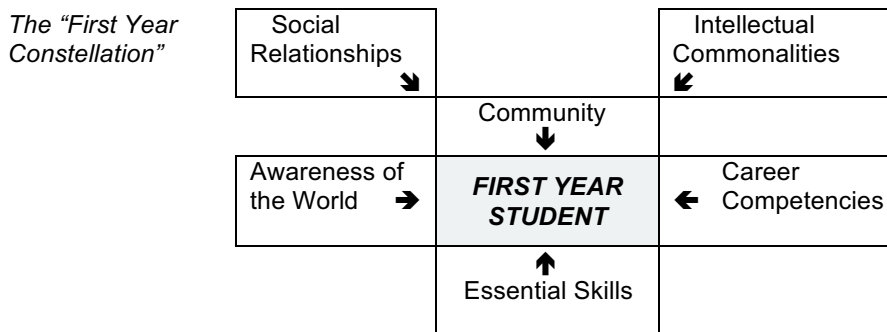 The “First Year
Constellation”
Social
Relationships
Intellectual
Commonalities
Community
Awareness of
the World
FIRST YEAR
STUDENT
Career
Competencies
Essential Skills